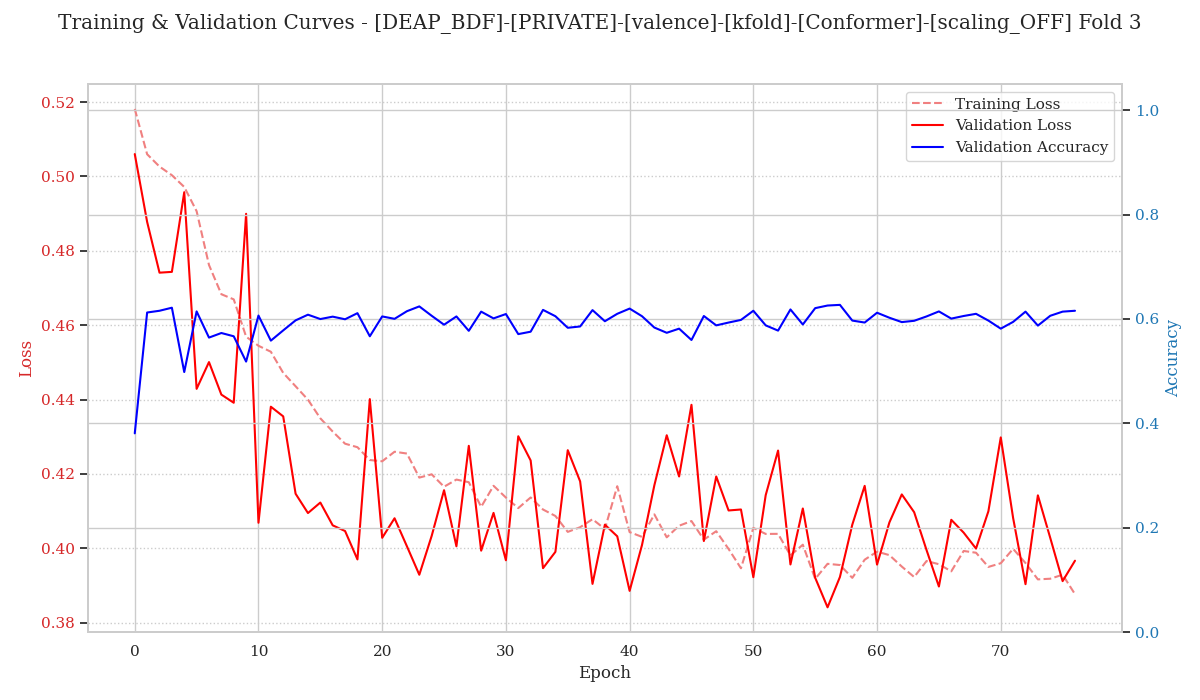 Training & Validation Curves - [DEAP_BDF]-[PRIVATE]-[valence]-[kfold]-[Conformer]-[scaling_OFF] Fold 3
Training Loss
Validation Loss
Validation Accuracy
Loss
0.52
0.50
0.48
0.46
0.44
0.42
0.40
0.38
1.0
0.8
0.6
0.4
0.2
0.0
Accuracy
0 10 20 30 40 50 60 70
Epoch